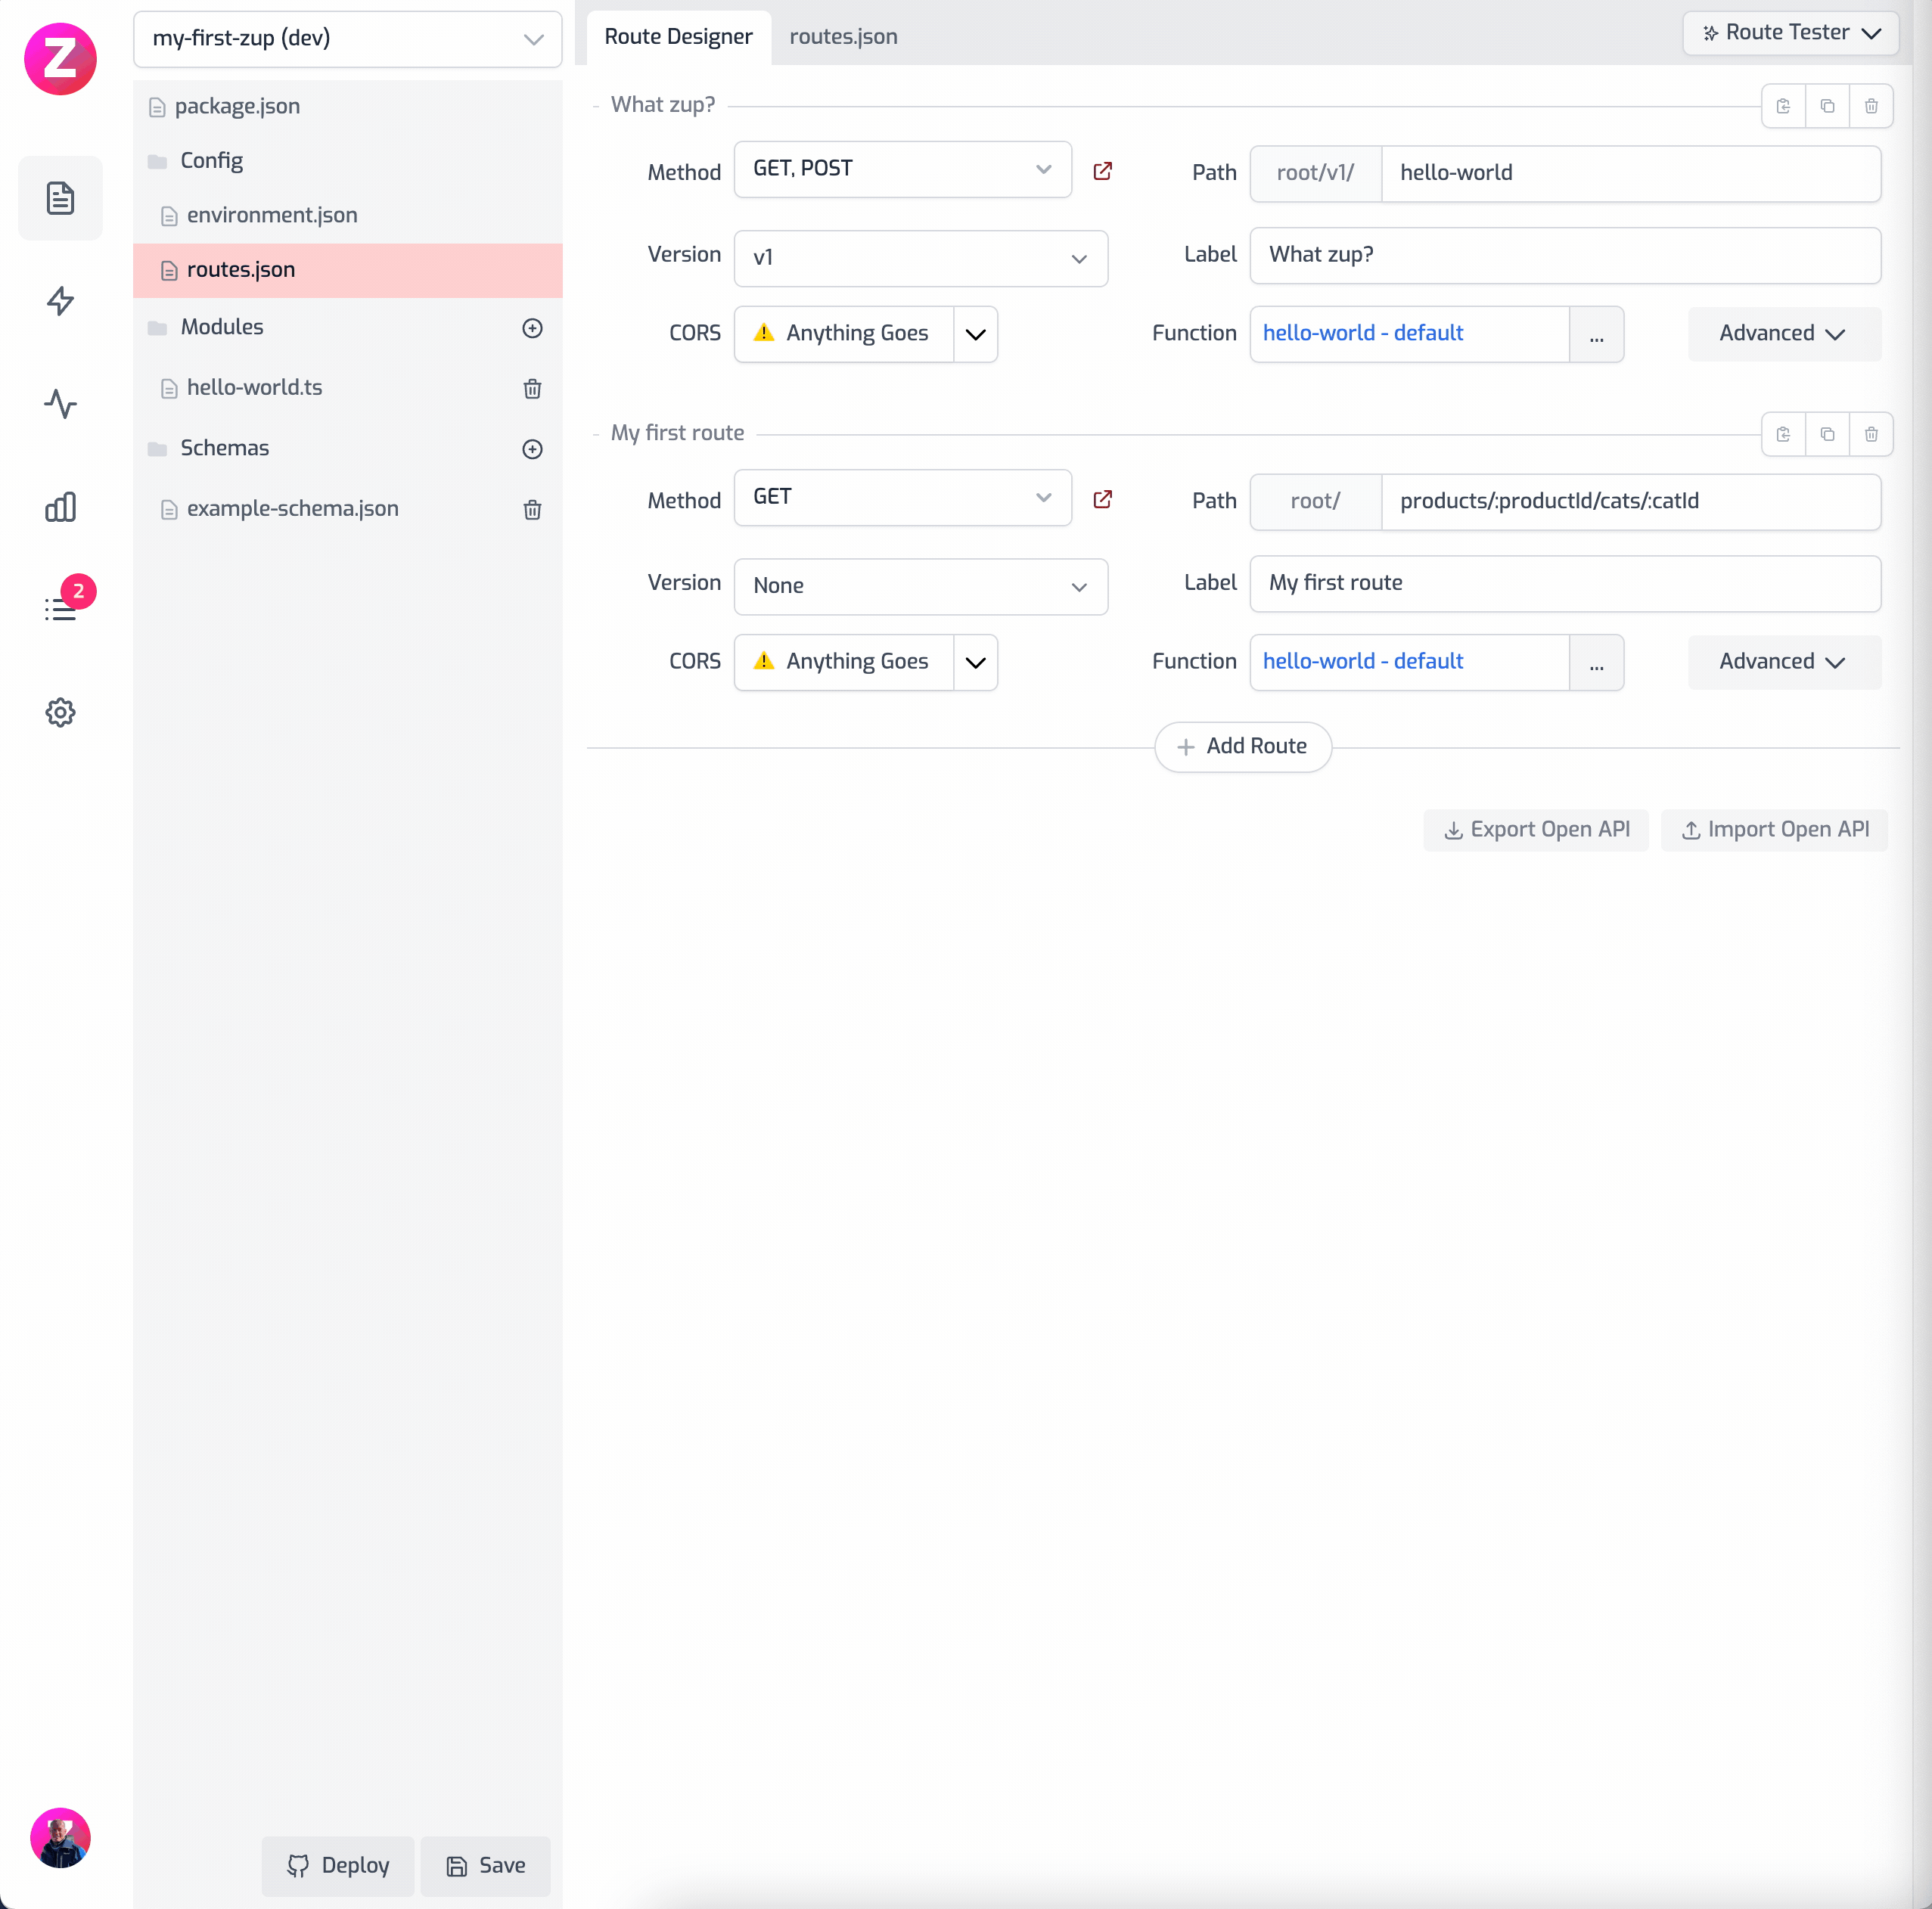 Z
my-first-zup (dev)
Route Designer
routes.json
Route Tester
package.json
Config
environment.json
routes.json
Modules
hello-world.ts
Schemas
example-schema.json
2
What zup?
Method
GET, POST
Path
root/v1/
hello-world
Version
v1
Label
What zup?
CORS
Anything Goes
Function
hello-world - default
...
Advanced
My first route
Method
GET
Path
root/
products/:productId/cats/:catId
Version
None
Label
My first route
CORS
Anything Goes
Function
hello-world - default
...
Advanced
Add Route
Export Open API
Import Open API
Deploy
Save